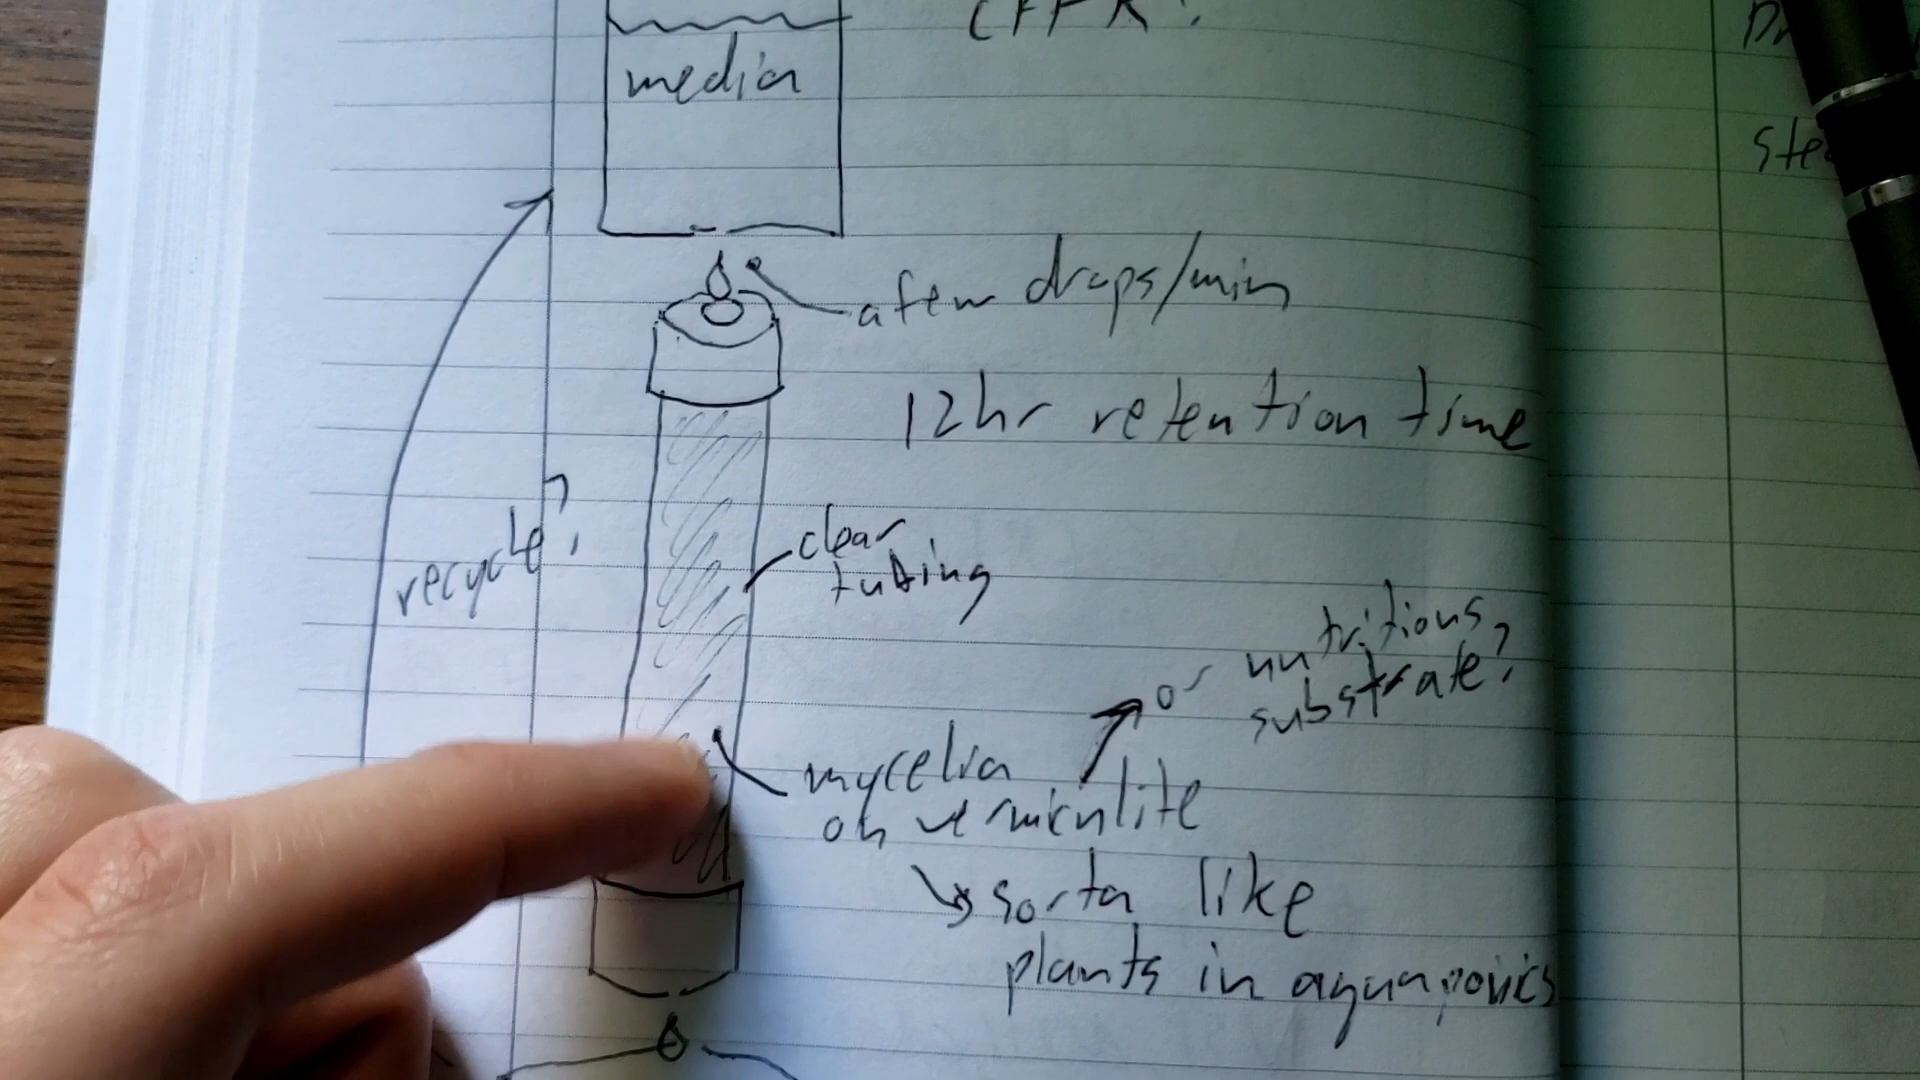 media
a few drops/min
12hr retention time
recycle?
clear
tubing
or nutritious
substrate?
mycelia
on vermiculite
sorta like
plants in aquaponics